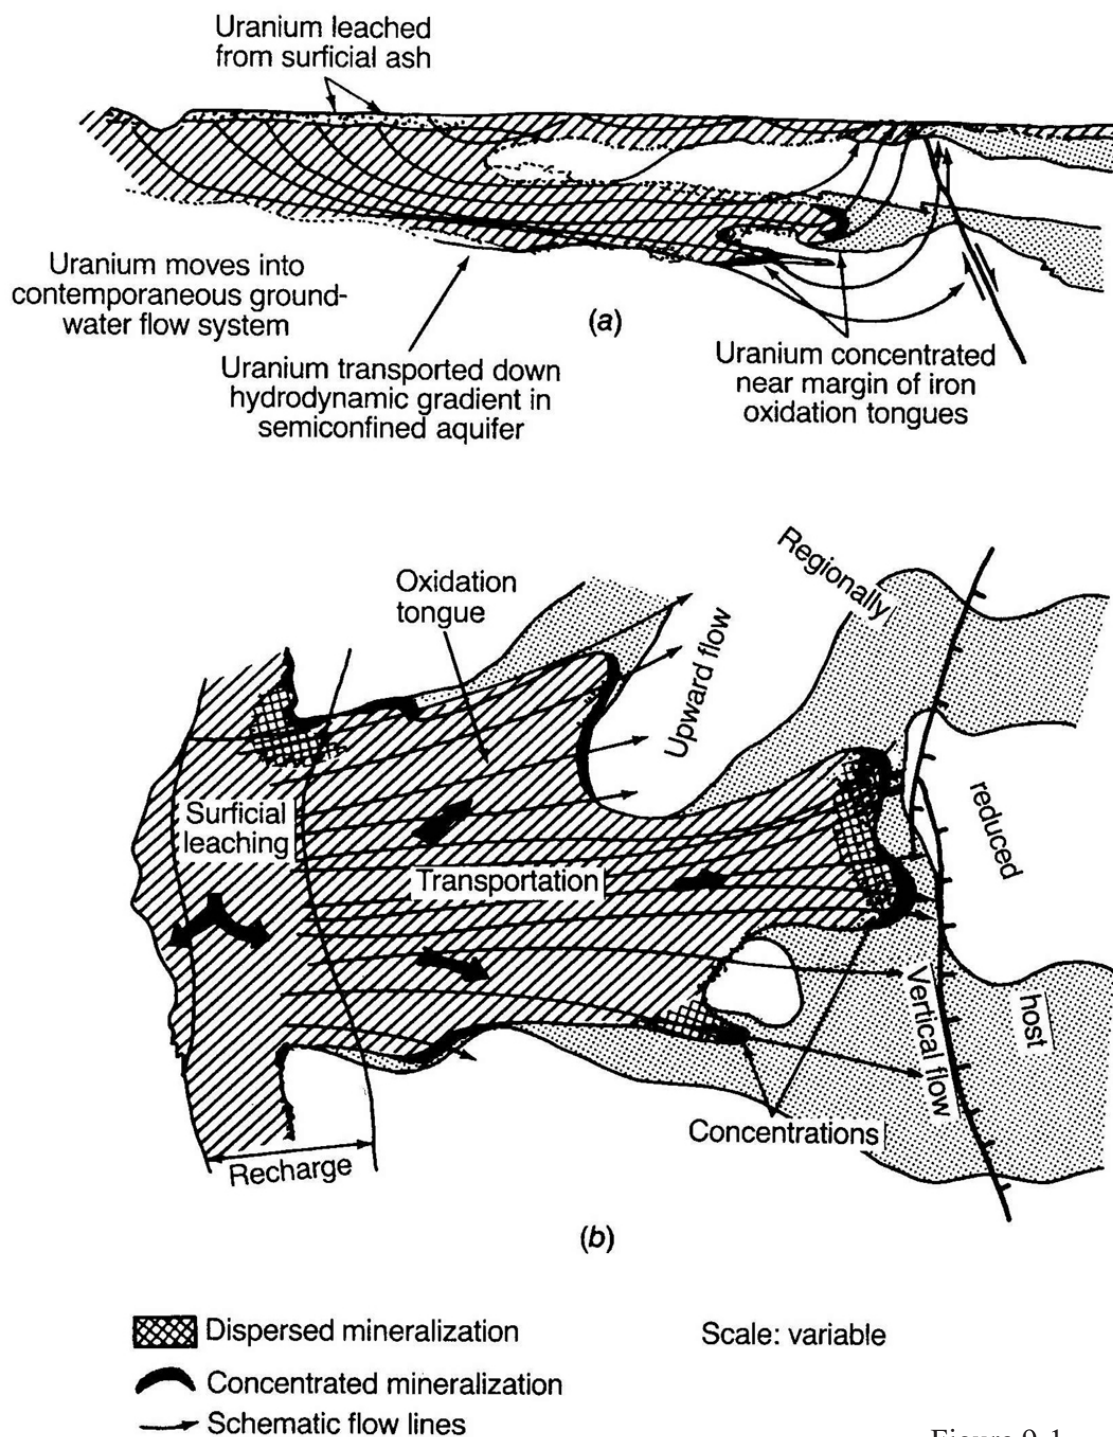 Uranium leached
from surficial ash
Uranium moves into
contemporaneous ground-
water flow system
(a)
Uranium transported down
hydrodynamic gradient in
semiconfined aquifer
Uranium concentrated
near margin of iron
oxidation tongues
Regionally
Oxidation
tongue
Upward flow
Surficial
leaching
reduced
Transportation
Vertical flow
host
Concentrations
Recharge
(b)
Dispersed mineralization
Scale: variable
Concentrated mineralization
Schematic flow lines